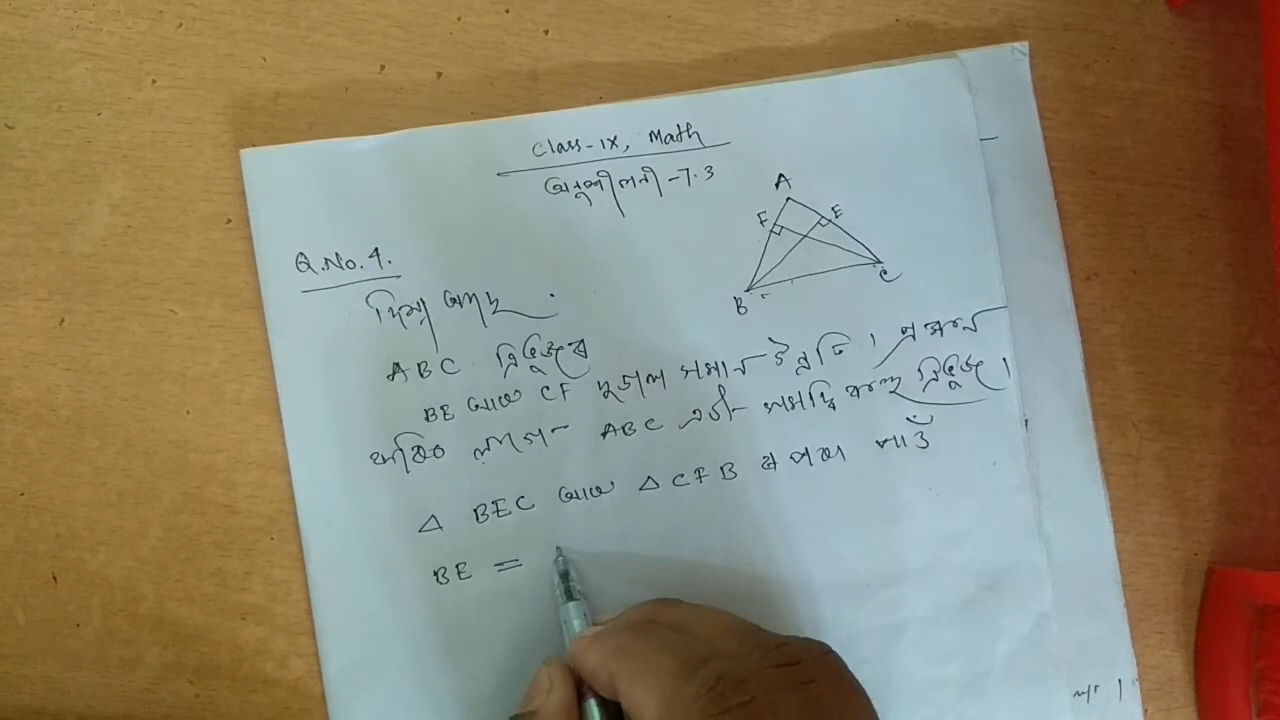 Class-IX, Math
অনুশীলনী-7.3
Q.No.4.
দিয়া আছে
A
F
E
B
C
ABC ত্ৰিভুজৰ
BE আৰু CF দুডাল সমান উন্নতি। প্ৰমাণ
কৰিব লাগে ABC এটা সমদ্বিবাহু ত্ৰিভুজ।
△ BEC আৰু △ CFB ৰ পৰা পাওঁ
BE =